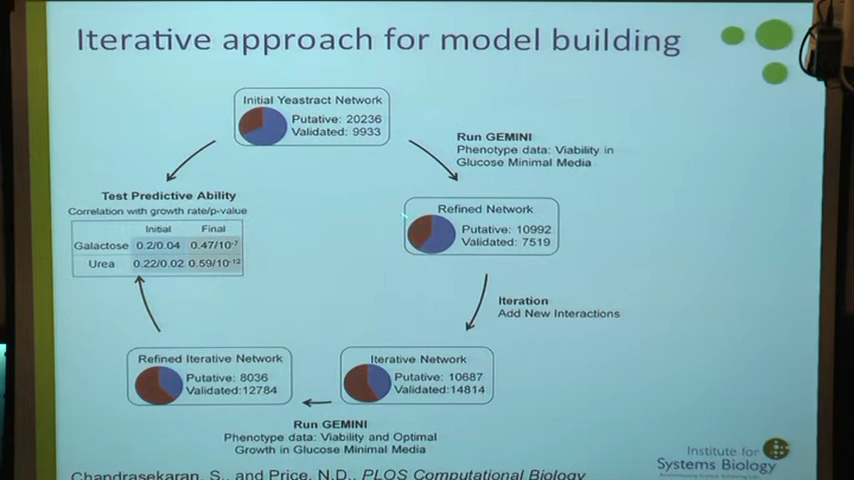 Iterative approach for model building
Initial Yeastract Network
Putative: 20236
Validated: 9933
Run GEMINI
Phenotype data: Viability in
Glucose Minimal Media
Test Predictive Ability
Correlation with growth rate/p-value
Initial Final
Galactose 0.2/0.04 0.47/10-7
Urea 0.22/0.02 0.59/10-12
Refined Network
Putative: 10992
Validated: 7519
Iteration
Add New Interactions
Refined Iterative Network
Putative: 8036
Validated:12784
Iterative Network
Putative: 10687
Validated:14814
Run GEMINI
Phenotype data: Viability and Optimal
Growth in Glucose Minimal Media
Institute for
Systems Biology
Chandrasekaran, S., and Price, N.D., PLOS Computational Biology